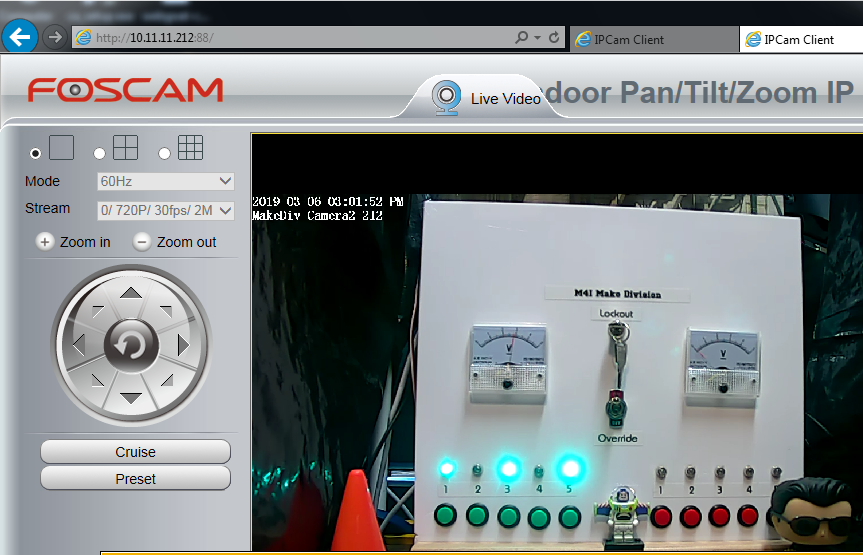 http://10.11.11.212:88/
IPCam Client
IPCam Client
FOSCAM
Live Video
door Pan/Tilt/Zoom IP
Mode
60Hz
Stream
0/ 720P/ 30fps/ 2M
Zoom in
Zoom out
Cruise
Preset
2019 03 06 03:01:52 PM
MakeDiv Camera2 212
M4I Make Division
Lockout
V
V
Override
1 2 3 4 5
1 2 3 4